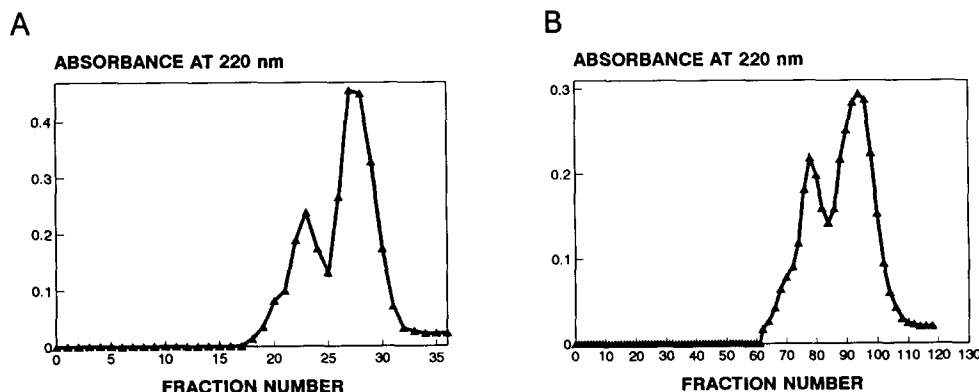 A
ABSORBANCE AT 220 nm
0.4
0.3
0.2
0.1
0
0 5 10 15 20 25 30 35
FRACTION NUMBER
B
ABSORBANCE AT 220 nm
0.3
0.2
0.1
0
0 10 20 30 40 50 60 70 80 90 100 110 120 130
FRACTION NUMBER